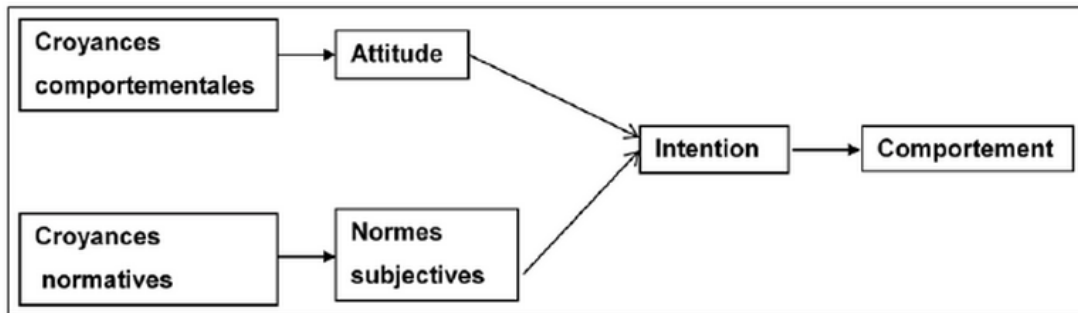 Croyances
comportementales
Attitude
Intention
Comportement
Croyances
normatives
Normes
subjectives